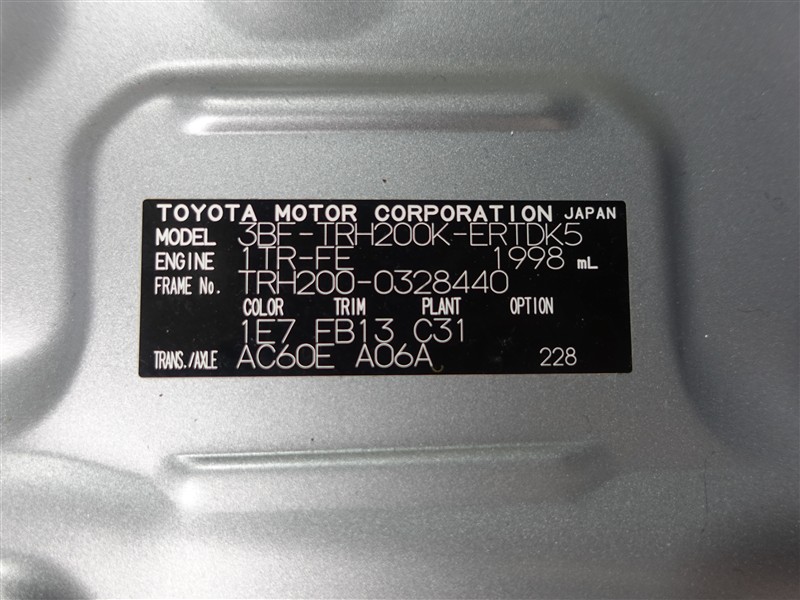 TOYOTA MOTOR CORPORATION JAPAN
MODEL 3BF-TRH200K-ERTDK5
ENGINE 1TR-FE 1998 mL
FRAME No. TRH200-0328440
COLOR TRIM PLANT OPTION
1E7 FB13 C31
TRANS./AXLE AC60E A06A 228